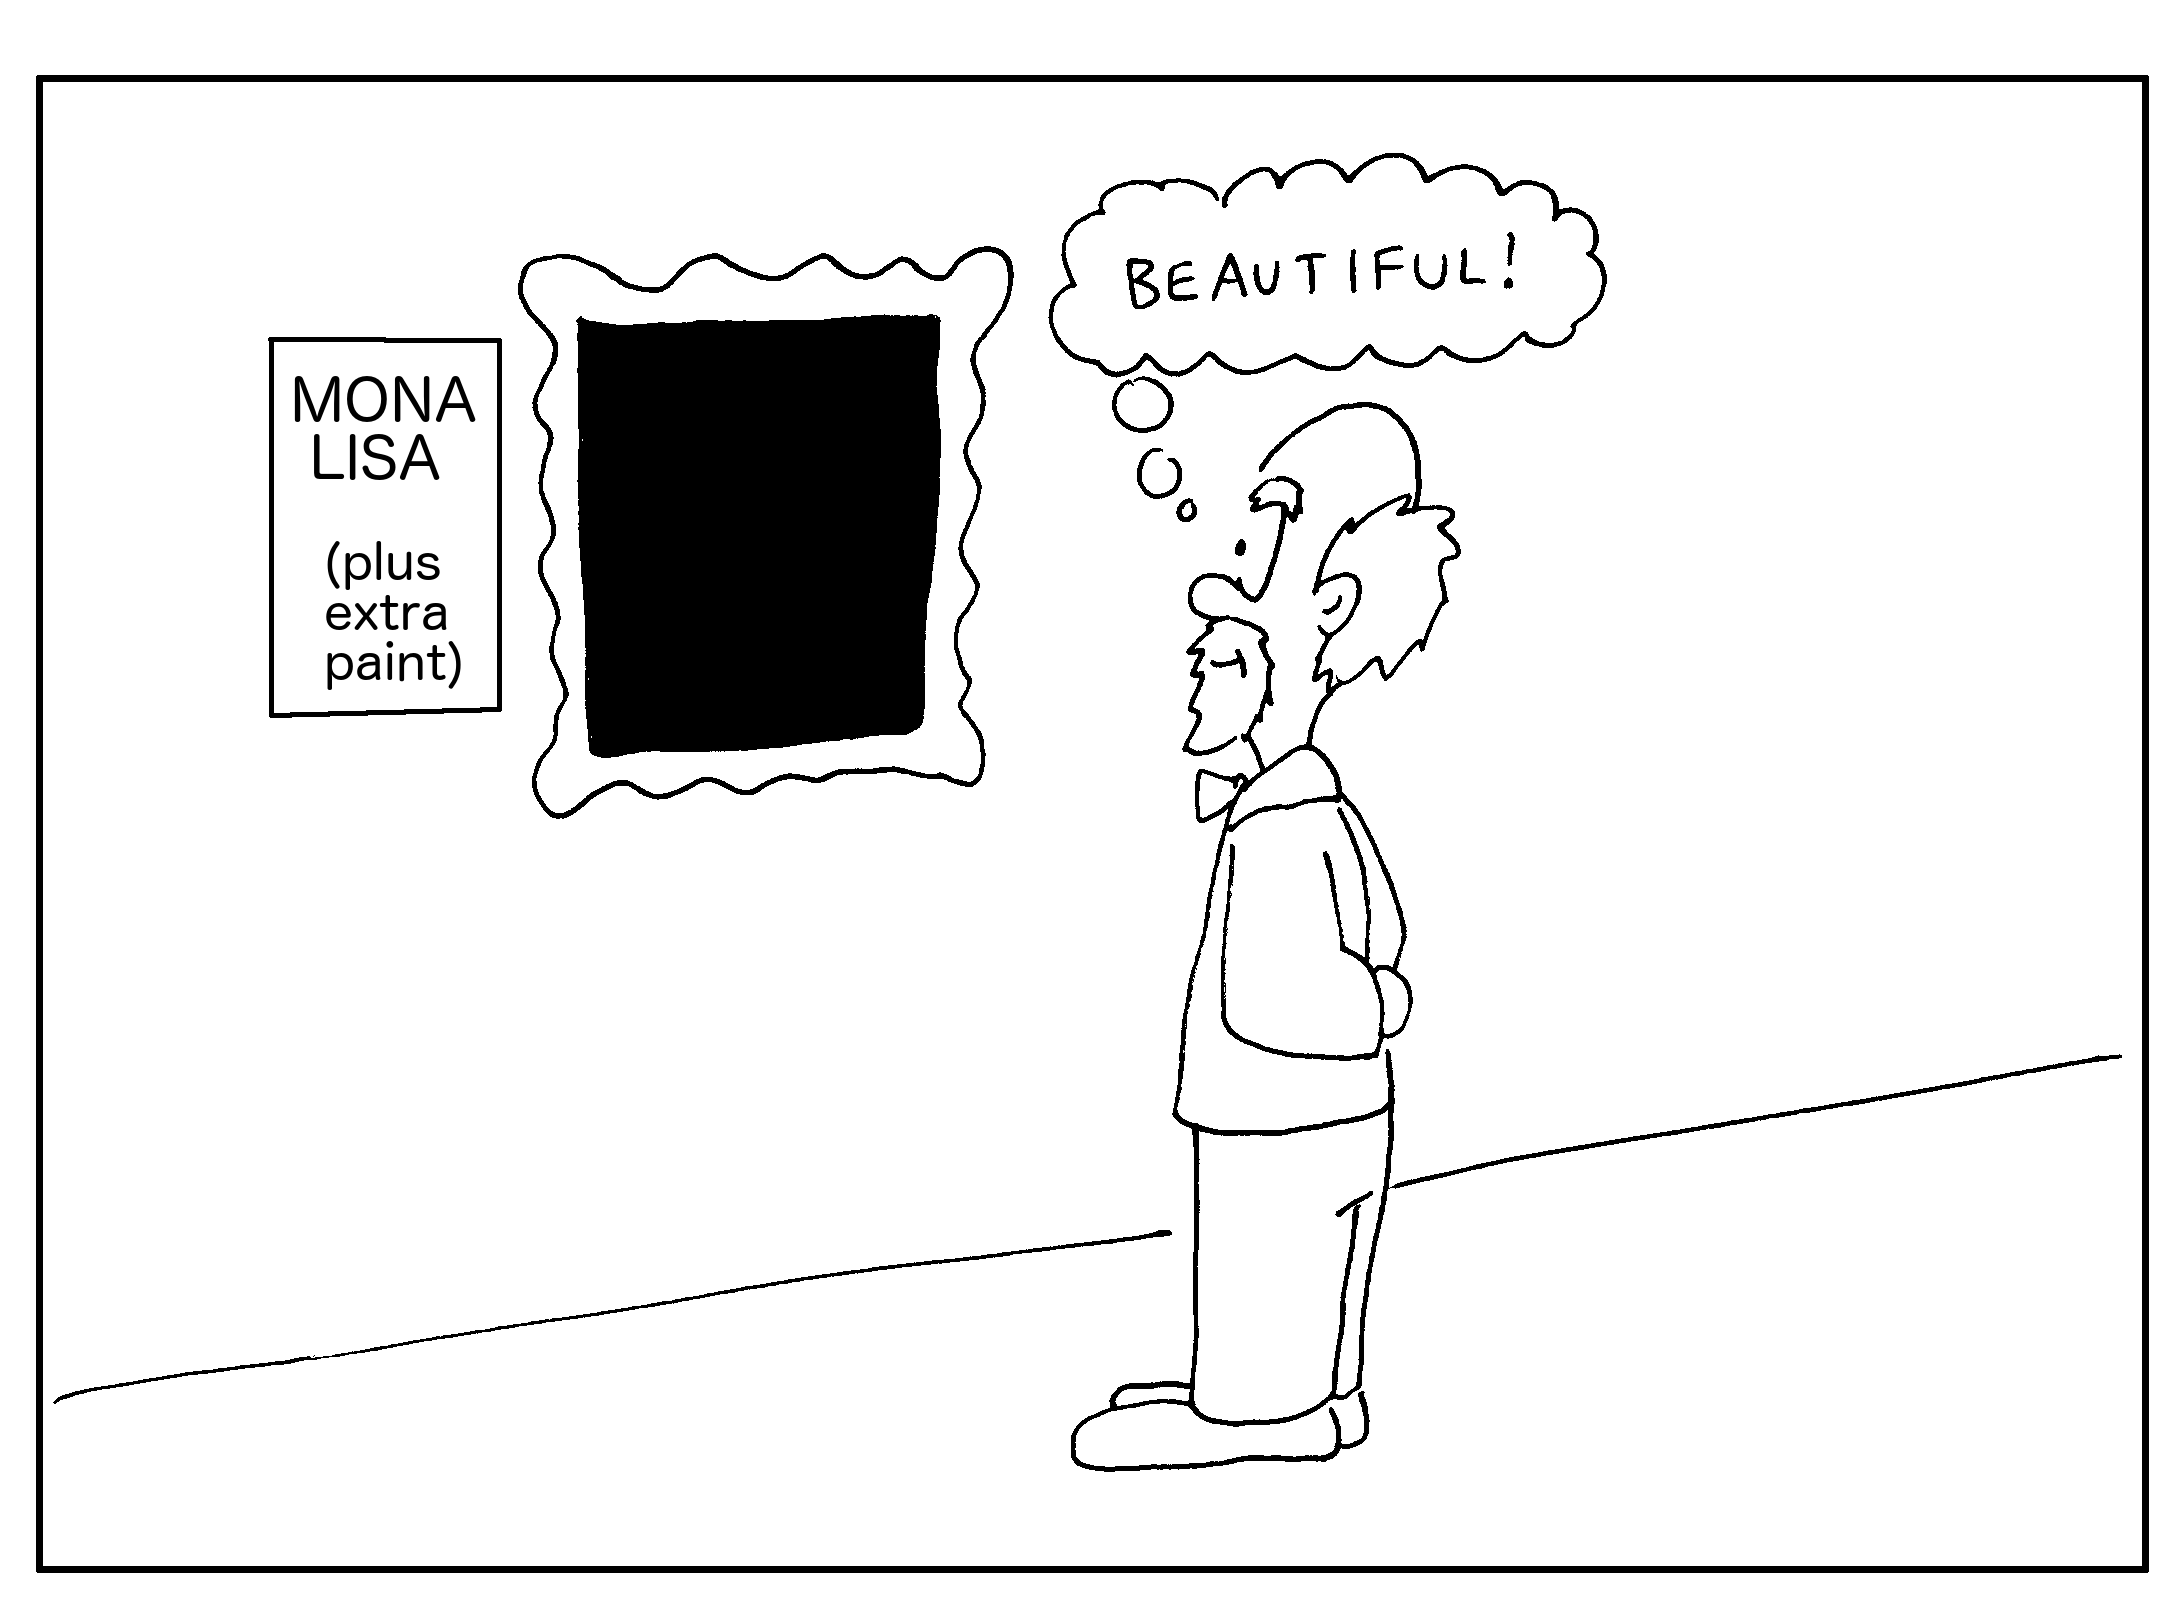 MONA
LISA
(plus
extra
paint)
BEAUTIFUL!